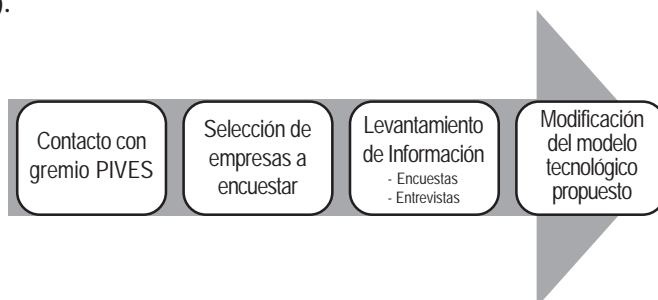 ).
Contacto con
gremio PIVES
Selección de
empresas a
encuestar
Levantamiento
de Información
- Encuestas
- Entrevistas
Modificación
del modelo
tecnológico
propuesto